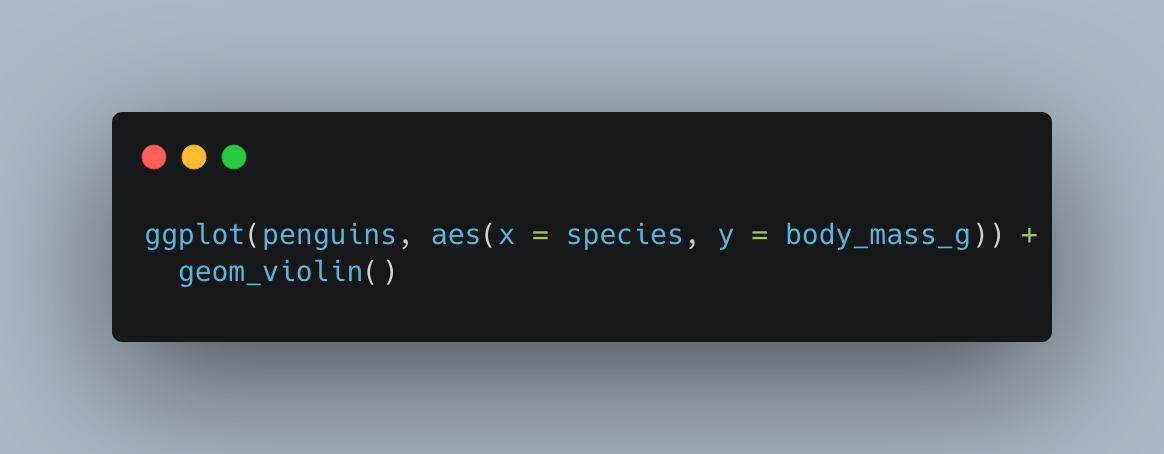 ggplot(penguins, aes(x = species, y = body_mass_g)) +
  geom_violin()